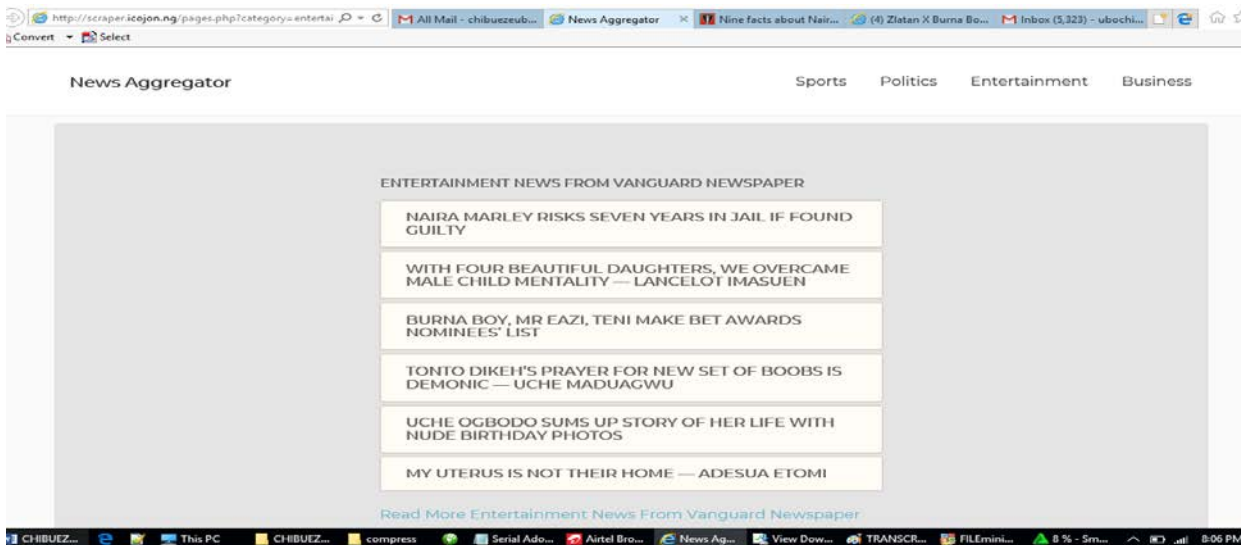 http://scraper.icejon.ng/pages.php?category=entertai
All Mail - chibuezeub...
News Aggregator
Nine facts about Nair...
(4) Zlatan X Burna Bo...
Inbox (5,323) - ubochi...
Convert
Select
News Aggregator
Sports Politics Entertainment Business
ENTERTAINMENT NEWS FROM VANGUARD NEWSPAPER
NAIRA MARLEY RISKS SEVEN YEARS IN JAIL IF FOUND
GUILTY
WITH FOUR BEAUTIFUL DAUGHTERS, WE OVERCAME
MALE CHILD MENTALITY — LANCELOT IMASUEN
BURNA BOY, MR EAZI, TENI MAKE BET AWARDS
NOMINEES' LIST
TONTO DIKEH'S PRAYER FOR NEW SET OF BOOBS IS
DEMONIC — UCHE MADUAGWU
UCHE OGBODO SUMS UP STORY OF HER LIFE WITH
NUDE BIRTHDAY PHOTOS
MY UTERUS IS NOT THEIR HOME — ADESUA ETOMI
Read More Entertainment News From Vanguard Newspaper
CHIBUEZ... This PC CHIBUEZ... compress Serial Ado... Airtel Bro... News Ag... View Dow... TRANSCR... FILEmini... 8 % - Sm... 8:06 PM